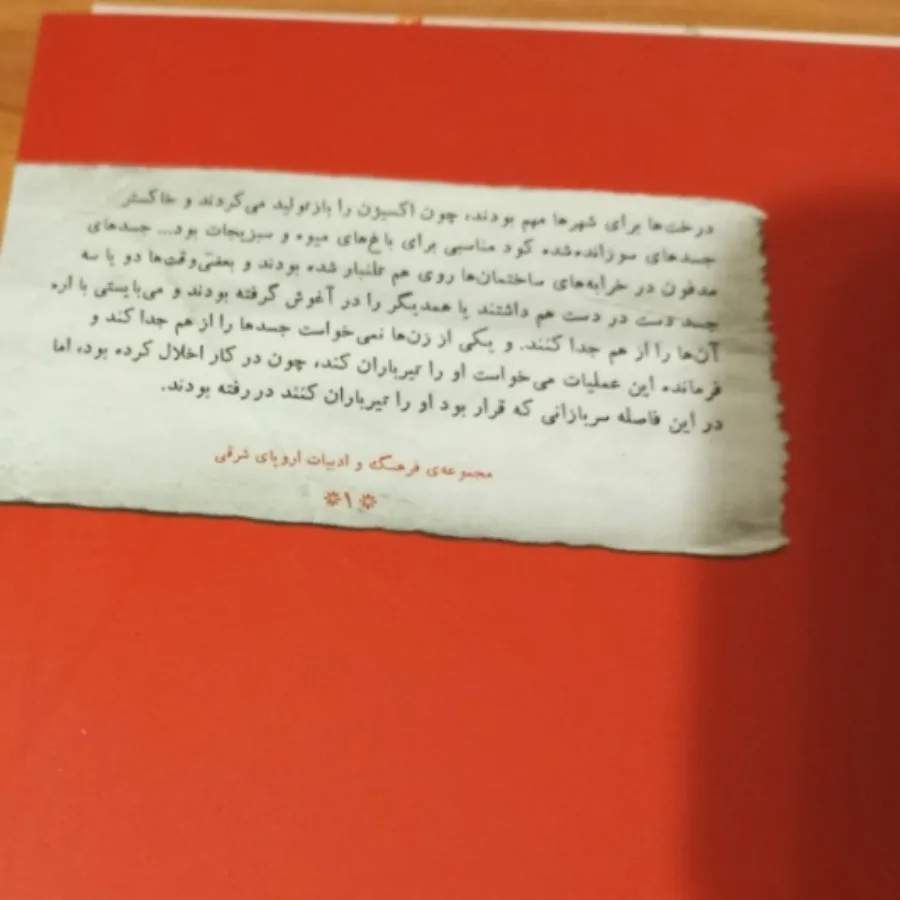 درخت‌ها برای شهرها مهم بودند، چون اکسیون را بازتولید می‌کردند و خاکستر
جسدهای سوزانده‌شده کود مناسبی برای باغ‌های میوه و سبزیجات بود... جسدهای
مدفون در خرابه‌های ساختمان‌ها روی هم تلنبار شده بودند و بعضی‌وقت‌ها دو یا سه
جسد دست در دست هم داشتند یا همدیگر را در آغوش گرفته بودند و می‌بایستی با اره
آن‌ها را از هم جدا کنند. و یکی از زن‌ها نمی‌خواست جسدها را از هم جدا کند و
فرمانده این عملیات می‌خواست او را تیرباران کند، چون در کار اخلال کرده بود، اما
در این فاصله سربازانی که قرار بود او را تیرباران کنند در رفته بودند.
مجموعه‌ی فرهنگ و ادبیات اروپای شرقی
*۱*